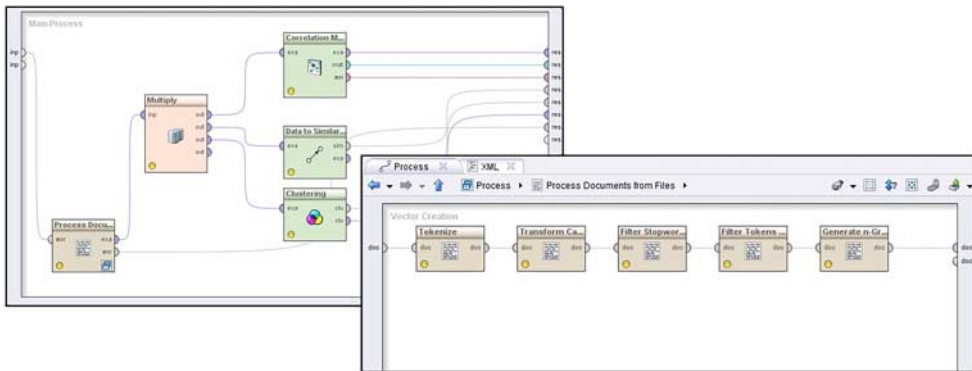 Main Process
inp
inp
Process Docu...
wor
exa
wor
Multiply
inp
out
out
out
out
Correlation M...
exa
exa
mat
wei
Data to Similar...
exa
sim
exa
Clustering
exa
clu
clu
res
res
res
res
res
res
res
Process
XML
Process
Process Documents from Files
Vector Creation
doc
Tokenize
doc
doc
Transform Ca...
doc
doc
Filter Stopwor...
doc
doc
Filter Tokens ...
doc
doc
Generate n-Gr...
doc
doc
doc
doc